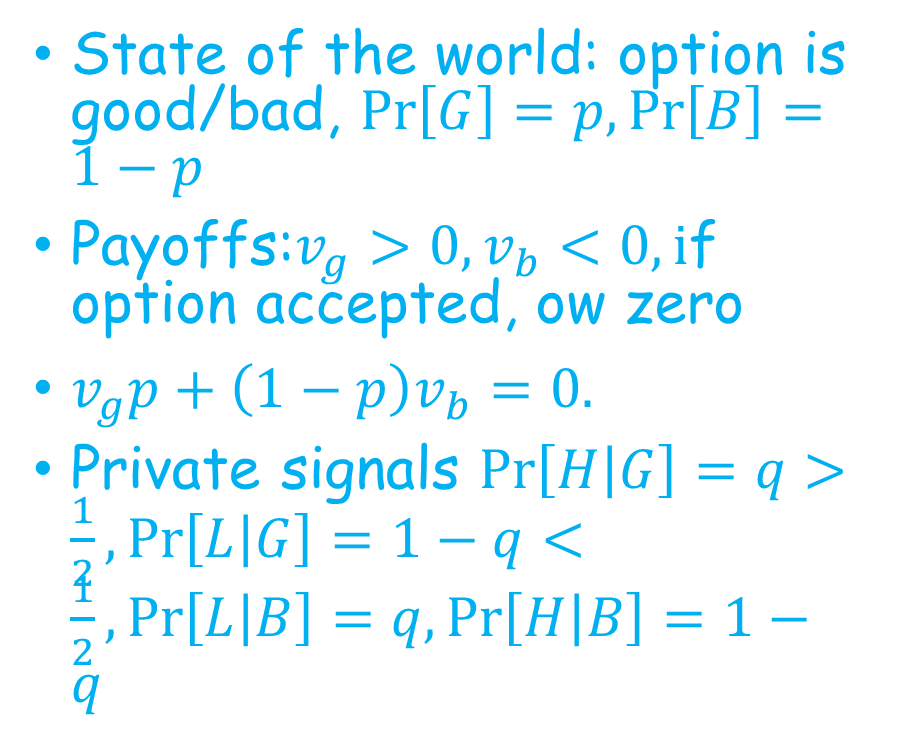 • State of the world: option is
good/bad, Pr[G] = p, Pr[B] =
1 − p
• Payoffs:v_g > 0, v_b < 0, if
option accepted, ow zero
• v_g p + (1 − p)v_b = 0.
• Private signals Pr[H|G] = q >
1/2, Pr[L|G] = 1 − q <
1/2, Pr[L|B] = q, Pr[H|B] = 1 −
q